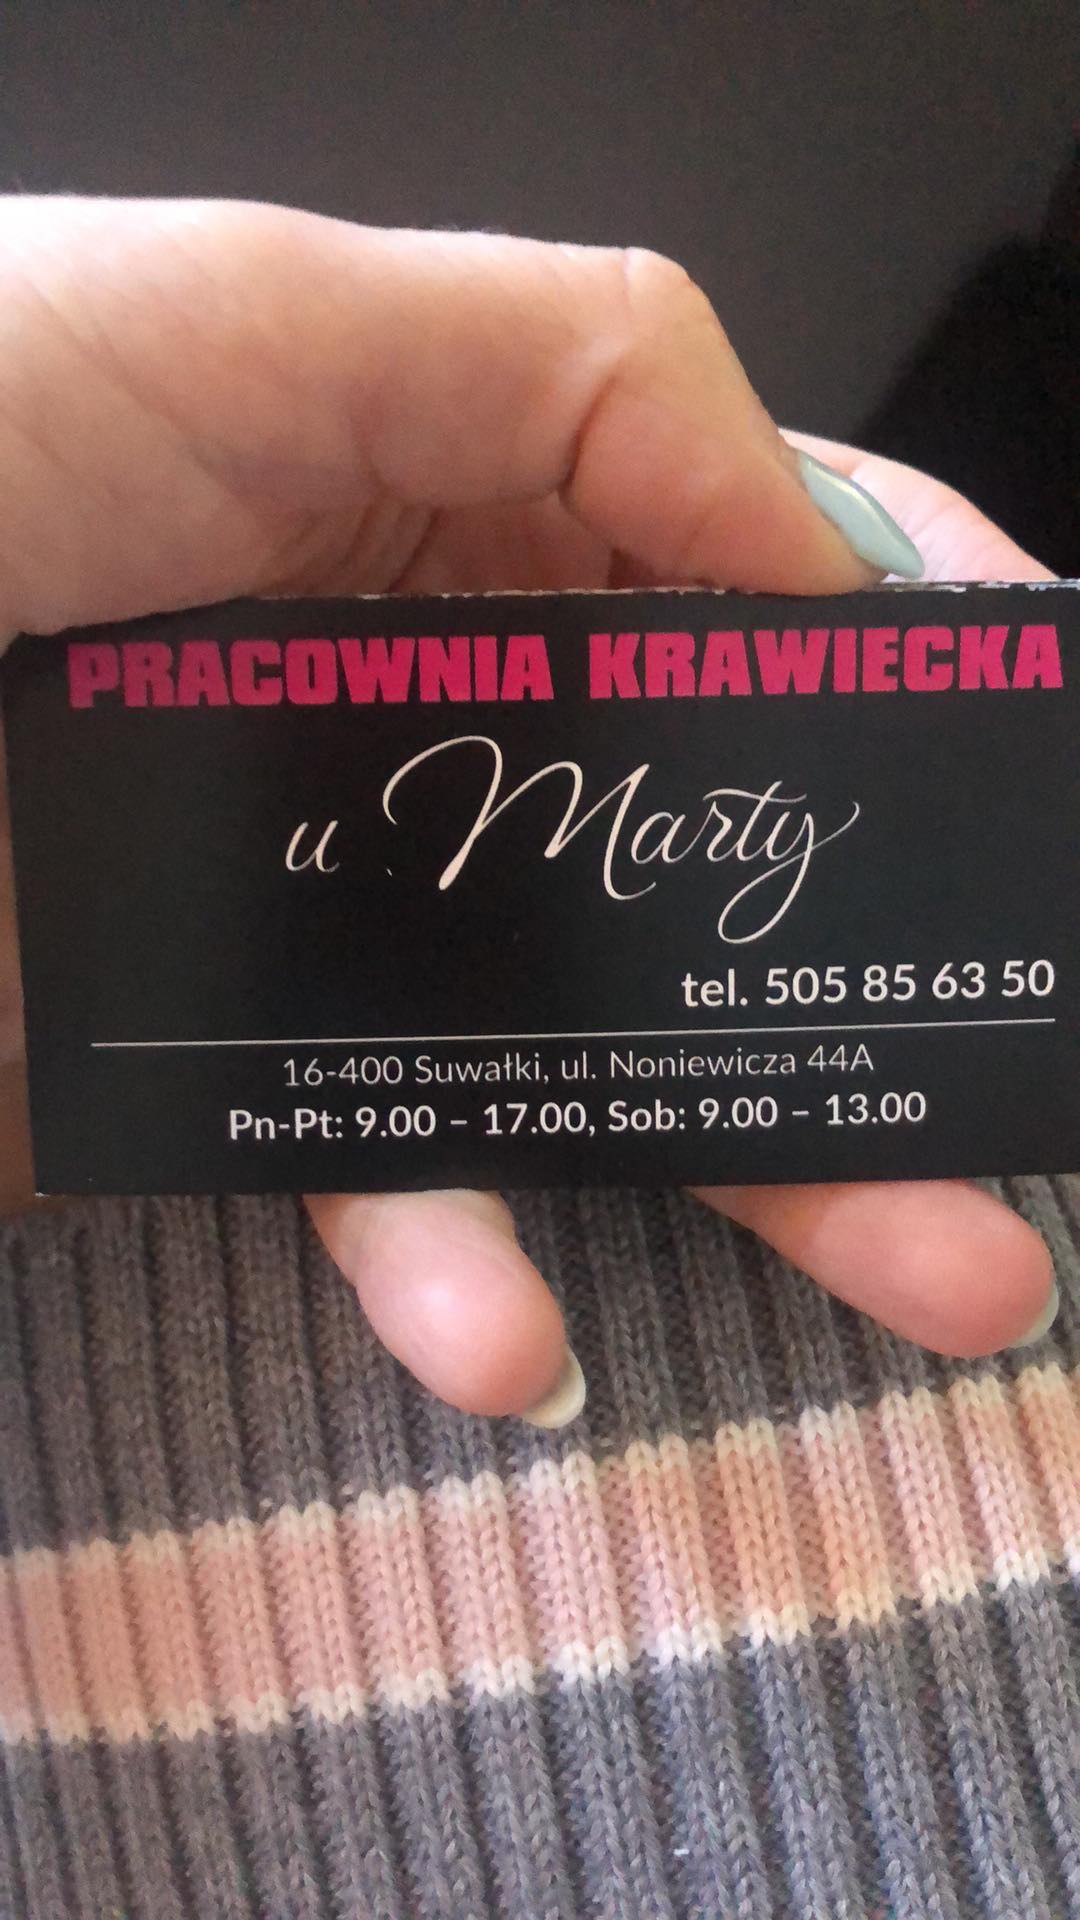 PRACOWNIA KRAWIECKA
u Marty
tel. 505 85 63 50
16-400 Suwałki, ul. Noniewicza 44A
Pn-Pt: 9.00 – 17.00, Sob: 9.00 – 13.00